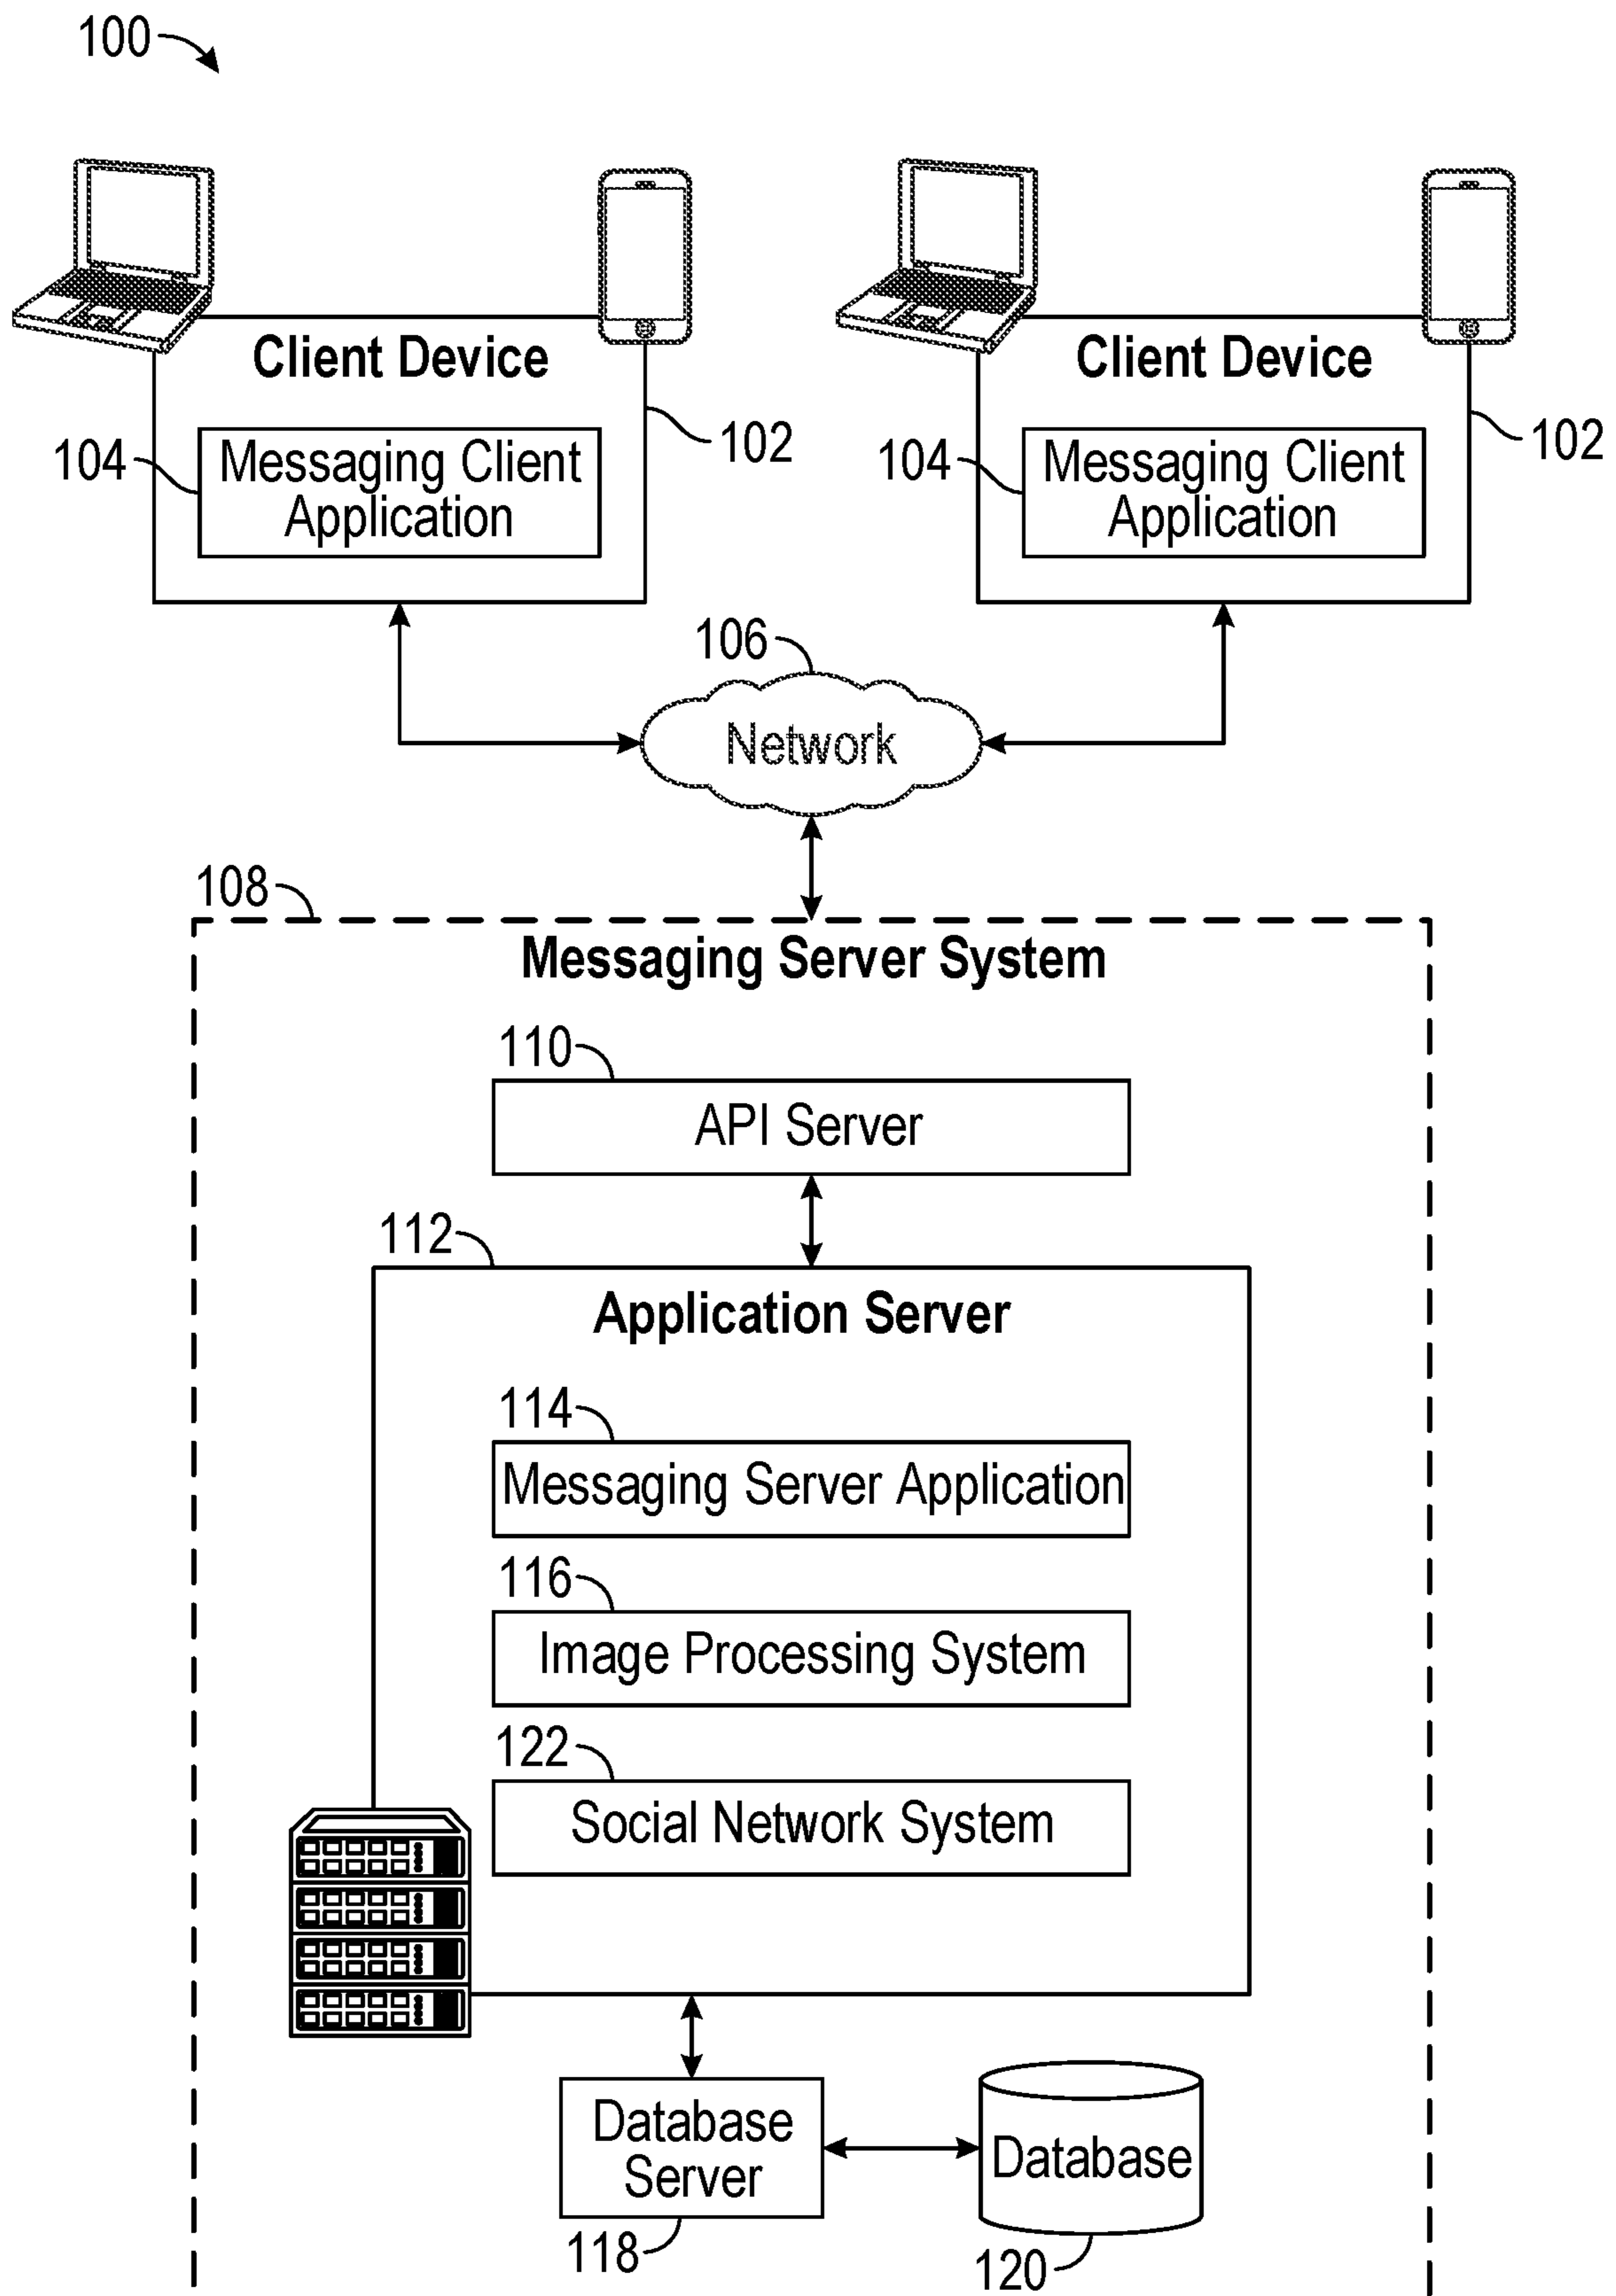 100
Client Device
Client Device
102
102
104
Messaging Client
Application
104
Messaging Client
Application
106
Network
108
Messaging Server System
110
API Server
112
Application Server
114
Messaging Server Application
116
Image Processing System
122
Social Network System
Database
Server
Database
118
120